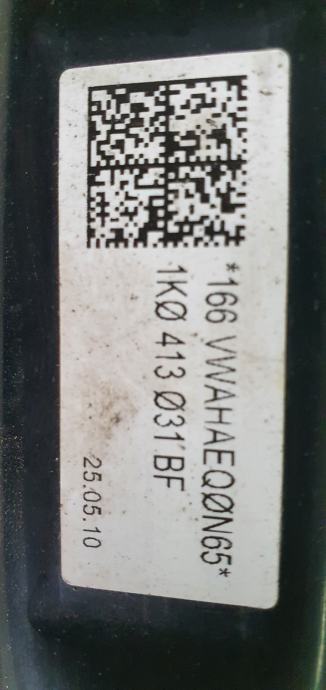 *166 VWAHAEQØN65*
1KØ 413 Ø31 BF
25.05.10